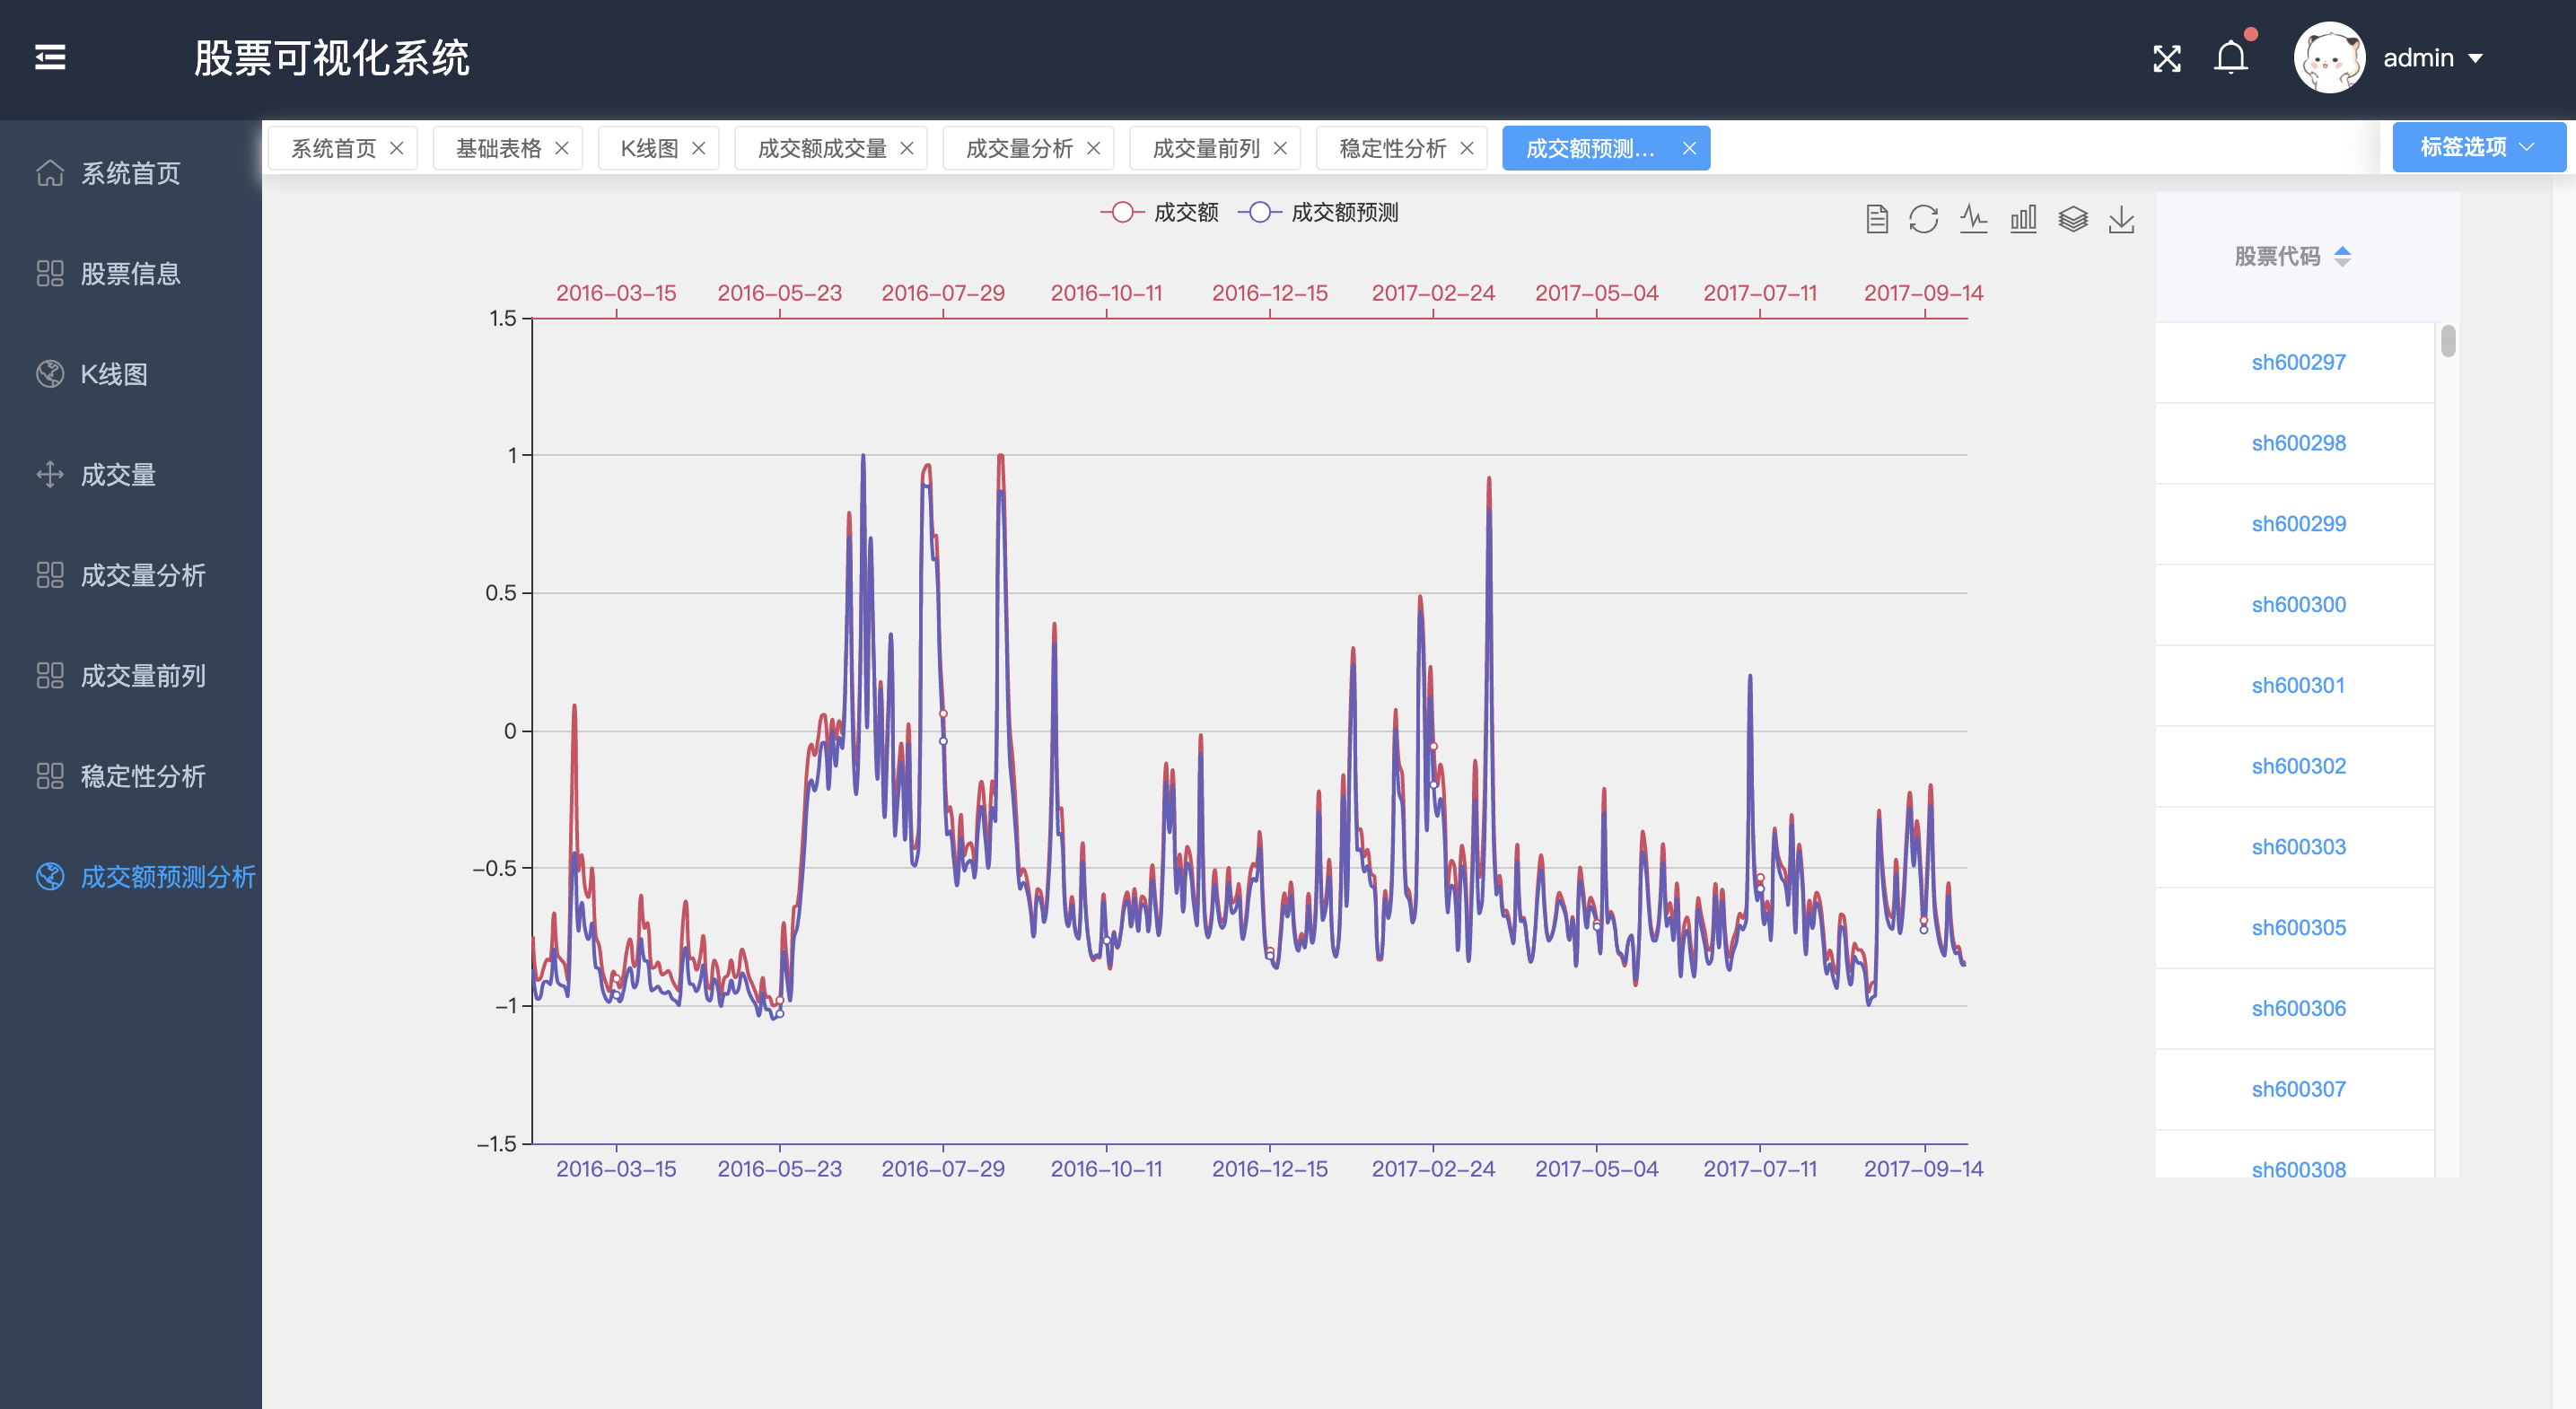 股票可视化系统
admin
系统首页
股票信息
K线图
成交量
成交量分析
成交量前列
稳定性分析
成交额预测分析
系统首页 基础表格 K线图 成交额成交量 成交量分析 成交量前列 稳定性分析 成交额预测... 标签选项
成交额 成交额预测
2016-03-15 2016-05-23 2016-07-29 2016-10-11 2016-12-15 2017-02-24 2017-05-04 2017-07-11 2017-09-14
1.5
1
0.5
0
-0.5
-1
-1.5
2016-03-15 2016-05-23 2016-07-29 2016-10-11 2016-12-15 2017-02-24 2017-05-04 2017-07-11 2017-09-14
股票代码
sh600297
sh600298
sh600299
sh600300
sh600301
sh600302
sh600303
sh600305
sh600306
sh600307
sh600308